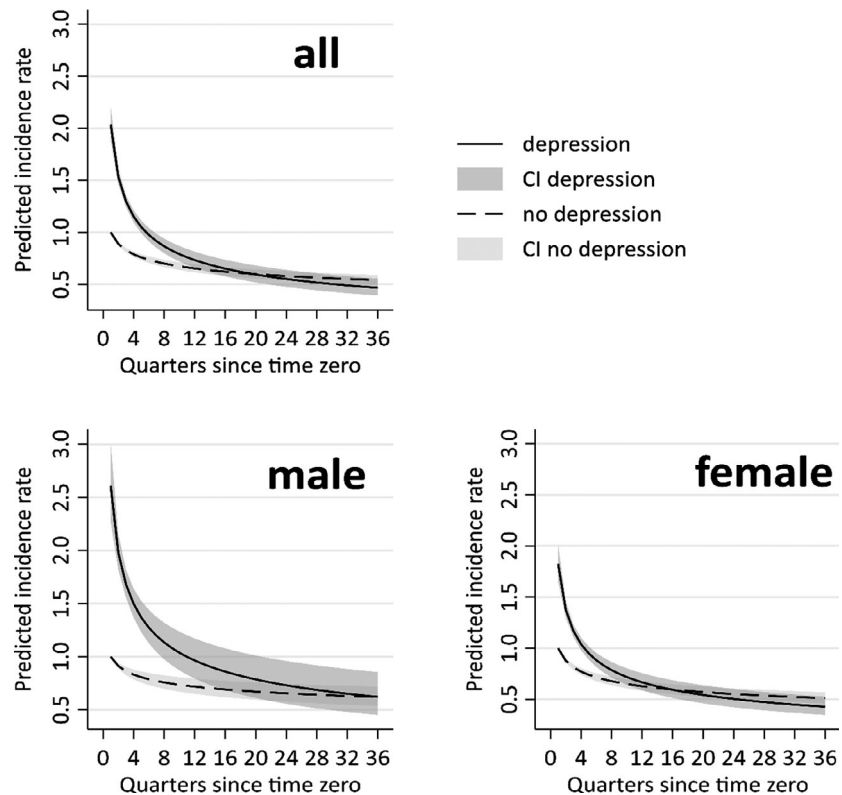 all
Predicted incidence rate
3.0
2.5
2.0
1.5
1.0
0.5
0 4 8 12 16 20 24 28 32 36
Quarters since time zero
depression
CI depression
no depression
CI no depression
male
Predicted incidence rate
3.0
2.5
2.0
1.5
1.0
0.5
0 4 8 12 16 20 24 28 32 36
Quarters since time zero
female
Predicted incidence rate
3.0
2.5
2.0
1.5
1.0
0.5
0 4 8 12 16 20 24 28 32 36
Quarters since time zero